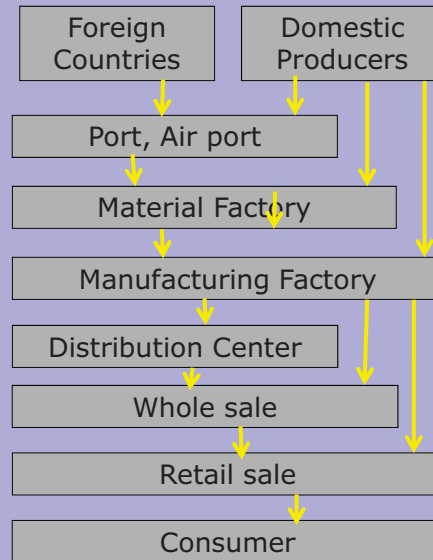 Foreign
Countries
Domestic
Producers
Port, Air port
Material Factory
Manufacturing Factory
Distribution Center
Whole sale
Retail sale
Consumer